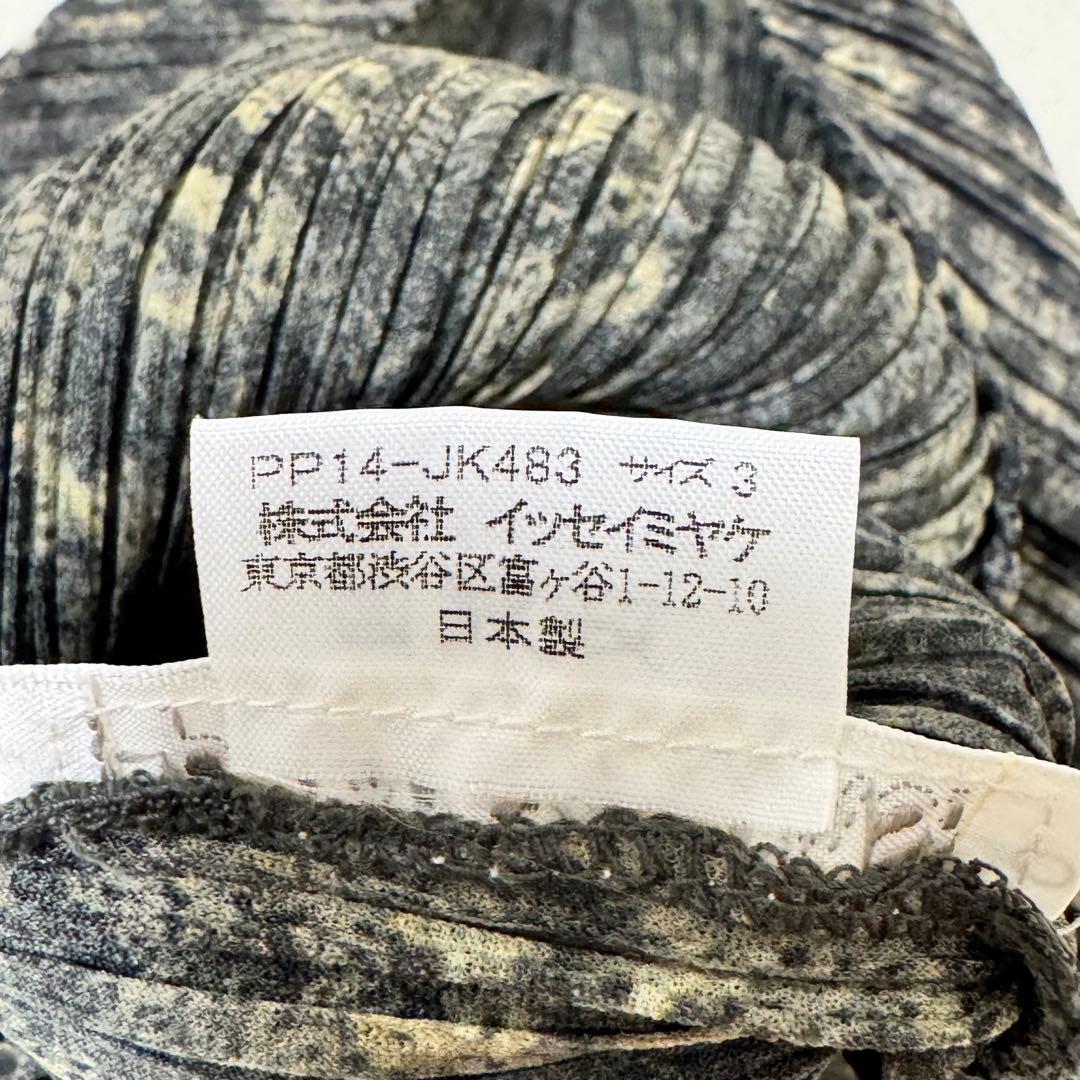 PP14-JK483 サイズ 3
株式会社 イッセイミヤケ
東京都渋谷区富ヶ谷1-12-10
日本製